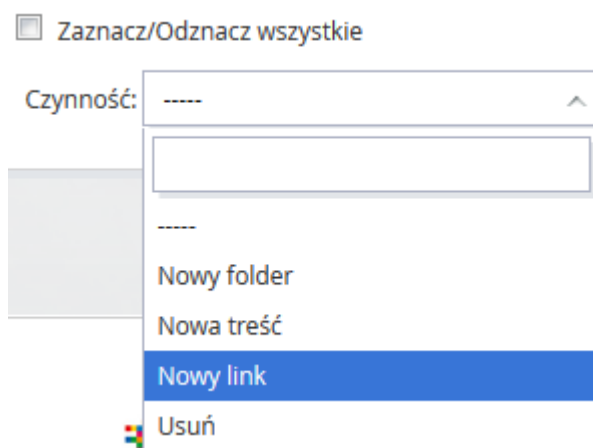 Zaznacz/Odznacz wszystkie
Czynność: -----
-----
Nowy folder
Nowa treść
Nowy link
Usuń